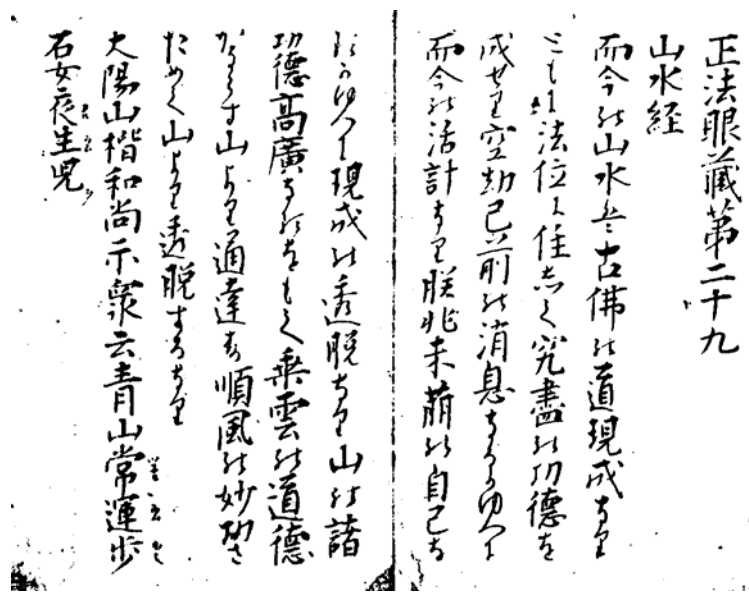 正法眼藏第二十九
山水経
而今の山水は古佛の道現成なり
ともに法位に住して究盡の功德を
成せり空劫已前の消息なるかゆへに
而今の活計なり朕兆未萠の自己な
るかゆへに現成の透脱なり山の諸
功德高廣なるをもて乗雲の道德
かならす山より通達す順風の妙功さ
ためて山より透脱するなり
大陽山楷和尚示衆云青山常運歩
石女夜生児